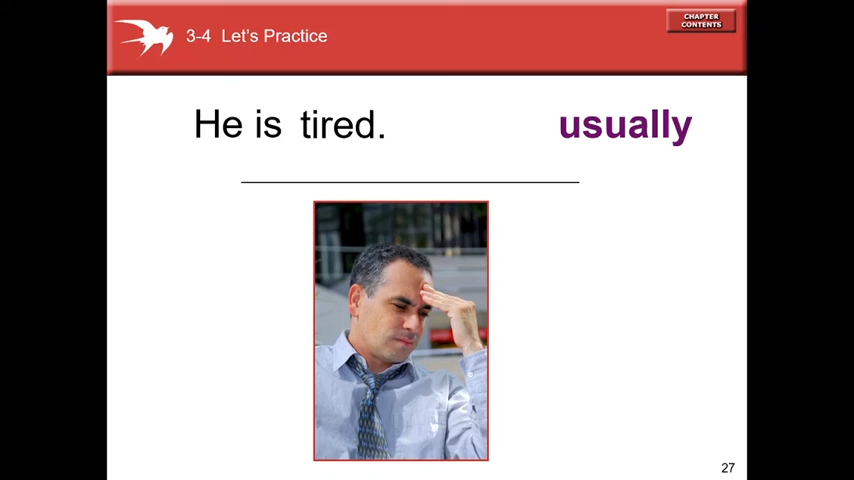 3-4 Let's Practice
CHAPTER
CONTENTS
He is tired. usually
27